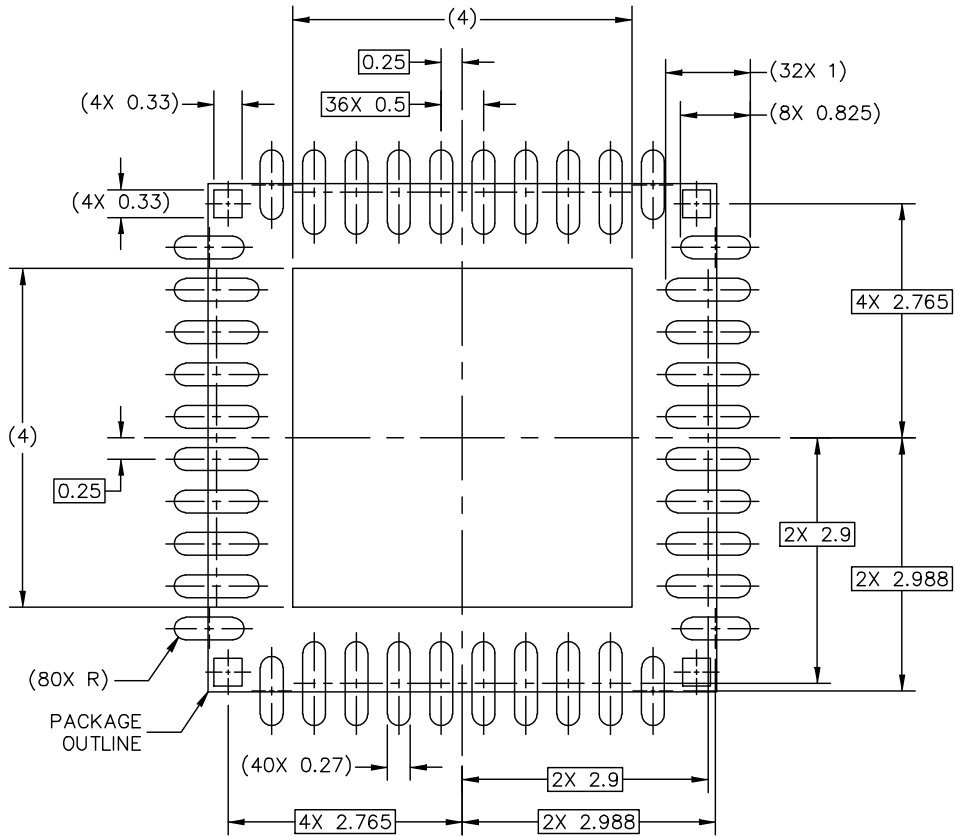 (4)
0.25
(32X 1)
(4X 0.33)
36X 0.5
(8X 0.825)
(4X 0.33)
4X 2.765
(4)
0.25
2X 2.9
2X 2.988
(80X R)
PACKAGE
OUTLINE
(40X 0.27)
2X 2.9
4X 2.765
2X 2.988